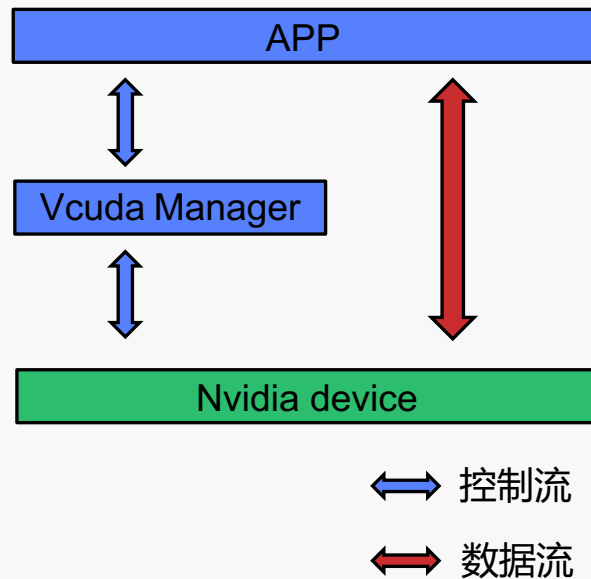 APP
Vcuda Manager
Nvidia device
控制流
数据流